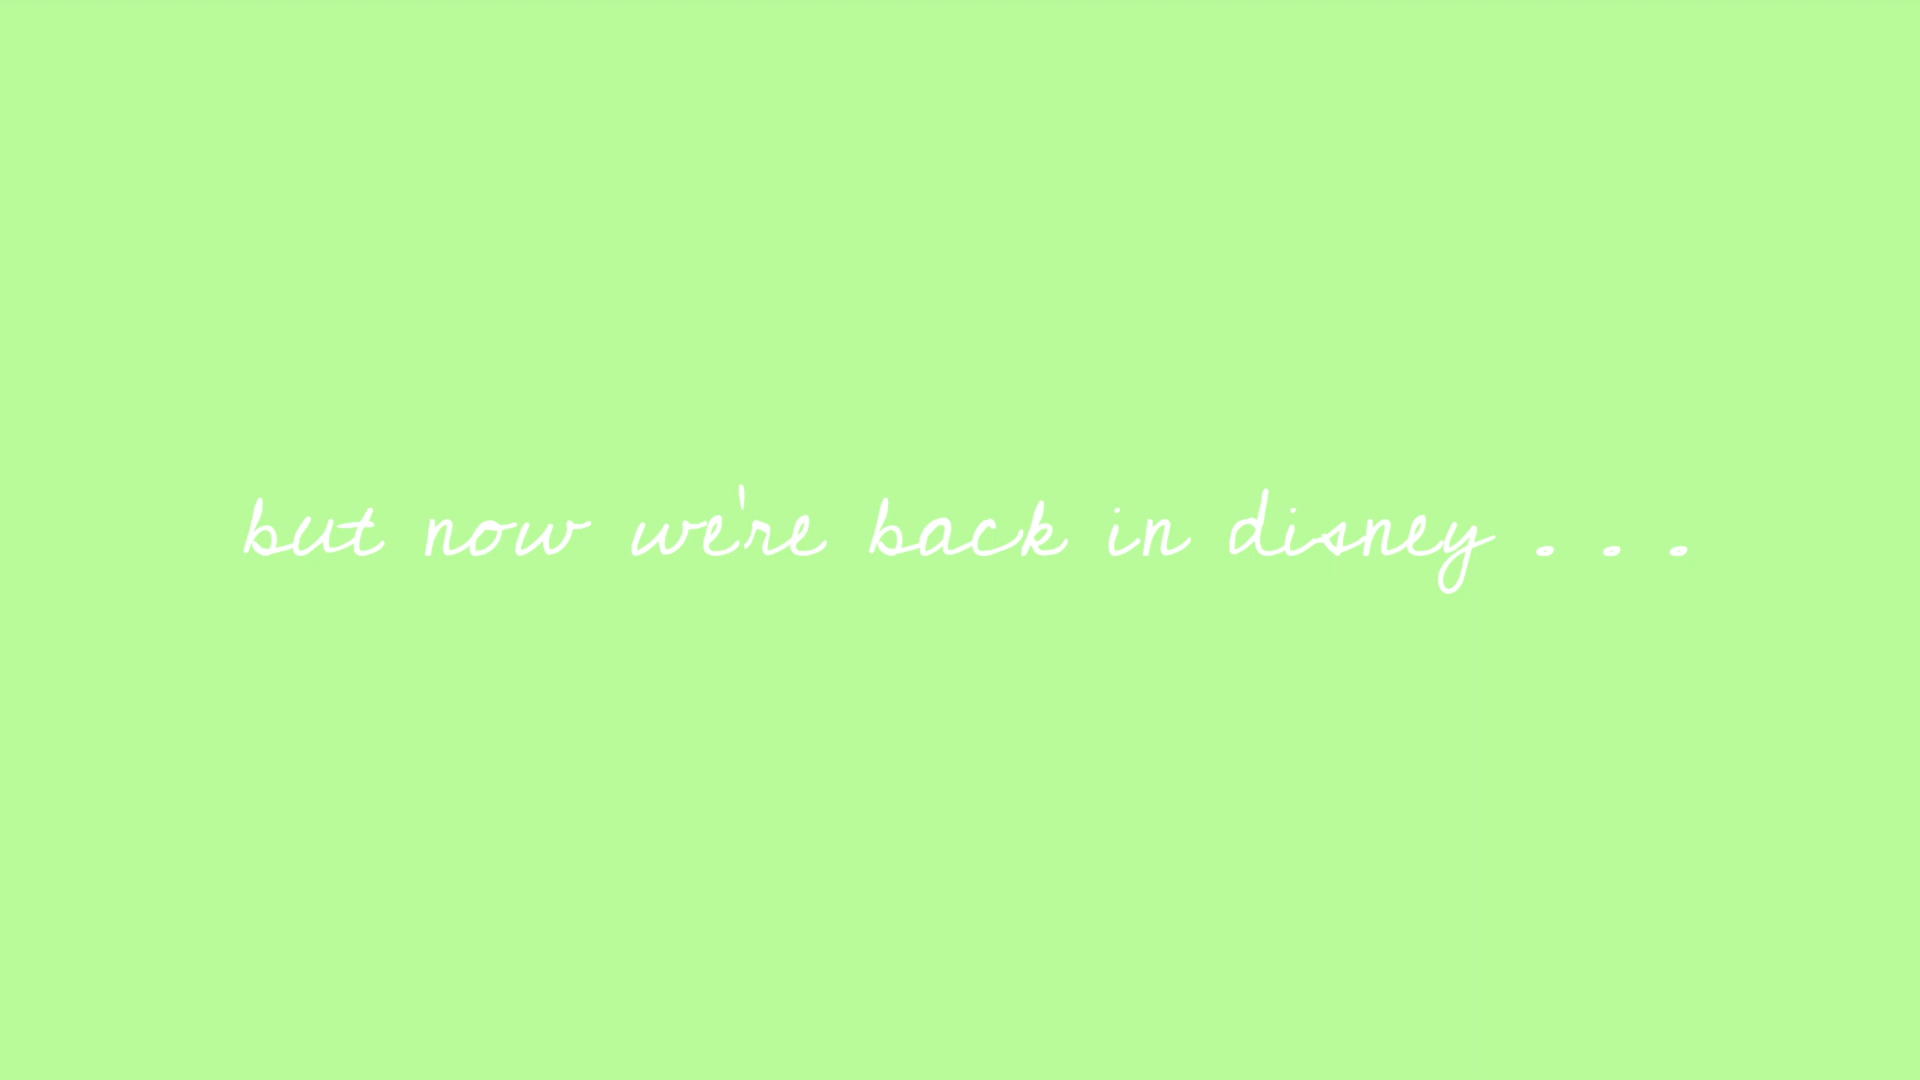 but now we're back in disney . . .